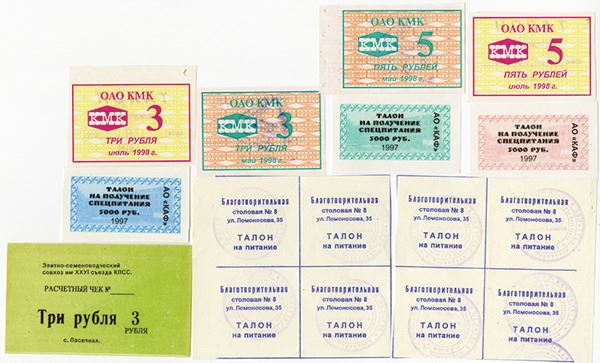 ОАО КМК
КМК 5
ПЯТЬ РУБЛЕЙ
май 1998 г.
ОАО КМК
КМК 5
ПЯТЬ РУБЛЕЙ
июль 1998 г.
ОАО КМК
КМК 3
ТРИ РУБЛЯ
июль 1998 г.
ОАО КМК
КМК 3
ТРИ РУБЛЯ
май 1998 г.
ТАЛОН
НА ПОЛУЧЕНИЕ
СПЕЦПИТАНИЯ
5000 РУБ.
1997
АО «КАФ»
ТАЛОН
НА ПОЛУЧЕНИЕ
СПЕЦПИТАНИЯ
5000 РУБ.
1997
АО «КАФ»
ТАЛОН
НА ПОЛУЧЕНИЕ
СПЕЦПИТАНИЯ
5000 РУБ.
1997
АО «КАФ»
Элитно-семеноводческий
совхоз им XXVI съезда КПСС.
РАСЧЕТНЫЙ ЧЕК №
Три рубля 3
РУБЛЯ
с. Пасечная.
Благотворительная
столовая № 8
ул. Ломоносова, 35
ТАЛОН
на питание
Благотворительная
столовая № 8
ул. Ломоносова, 35
ТАЛОН
на питание
Благотворительная
столовая № 8
ул. Ломоносова, 35
ТАЛОН
на питание
Благотворительная
столовая № 8
ул. Ломоносова, 35
ТАЛОН
на питание
Благотворительная
столовая № 8
ул. Ломоносова, 35
ТАЛОН
на питание
Благотворительная
столовая № 8
ул. Ломоносова, 35
ТАЛОН
на питание
Благотворительная
столовая № 8
ул. Ломоносова, 35
ТАЛОН
на питание
Благотворительная
столовая № 8
ул. Ломоносова, 35
ТАЛОН
на питание